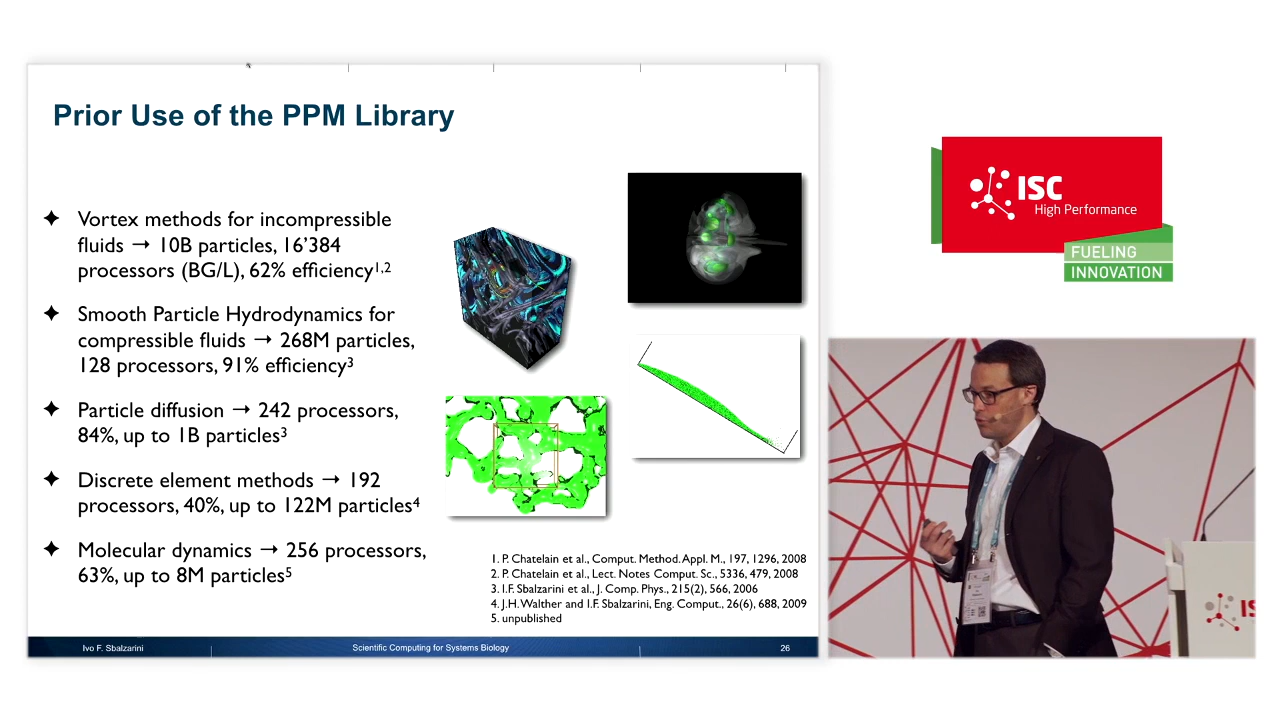 Prior Use of the PPM Library
✦ Vortex methods for incompressible
fluids → 10B particles, 16’384
processors (BG/L), 62% efficiency1,2
✦ Smooth Particle Hydrodynamics for
compressible fluids → 268M particles,
128 processors, 91% efficiency3
✦ Particle diffusion → 242 processors,
84%, up to 1B particles3
✦ Discrete element methods → 192
processors, 40%, up to 122M particles4
✦ Molecular dynamics → 256 processors,
63%, up to 8M particles5
1. P. Chatelain et al., Comput. Method. Appl. M., 197, 1296, 2008
2. P. Chatelain et al., Lect. Notes Comput. Sc., 5336, 479, 2008
3. I.F. Sbalzarini et al., J. Comp. Phys., 215(2), 566, 2006
4. J.H. Walther and I.F. Sbalzarini, Eng. Comput., 26(6), 688, 2009
5. unpublished
Ivo F. Sbalzarini
Scientific Computing for Systems Biology
26
ISC
High Performance
FUELING
INNOVATION
IS